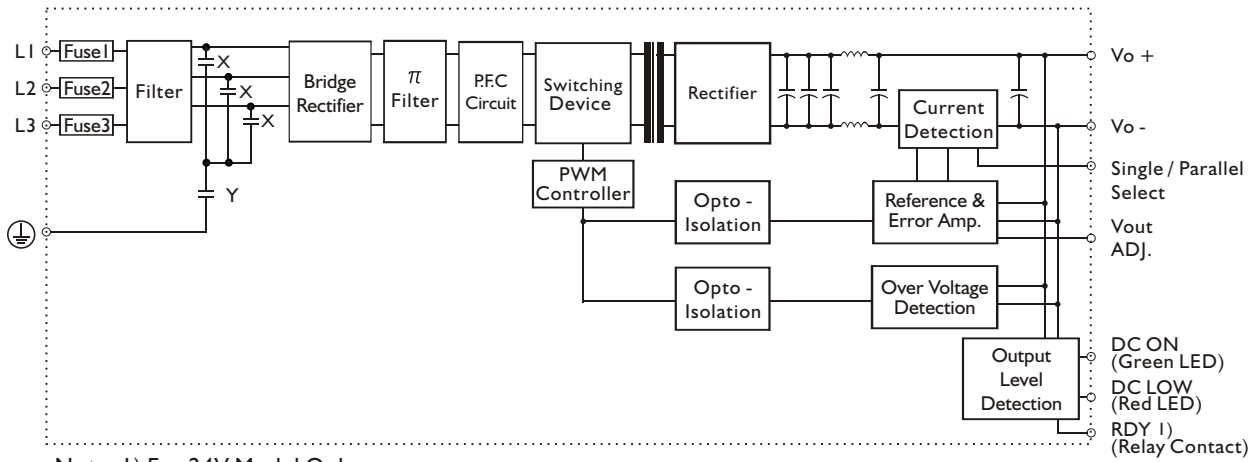 L1
Fuse1
L2
Fuse2
L3
Fuse3
Filter
X
X
X
Y
Bridge
Rectifier
π
Filter
P.F.C
Circuit
Switching
Device
PWM
Controller
Rectifier
Current
Detection
Opto -
Isolation
Reference &
Error Amp.
Opto -
Isolation
Over Voltage
Detection
Output
Level
Detection
Vo +
Vo -
Single / Parallel
Select
Vout
ADJ.
DC ON
(Green LED)
DC LOW
(Red LED)
RDY 1)
(Relay Contact)